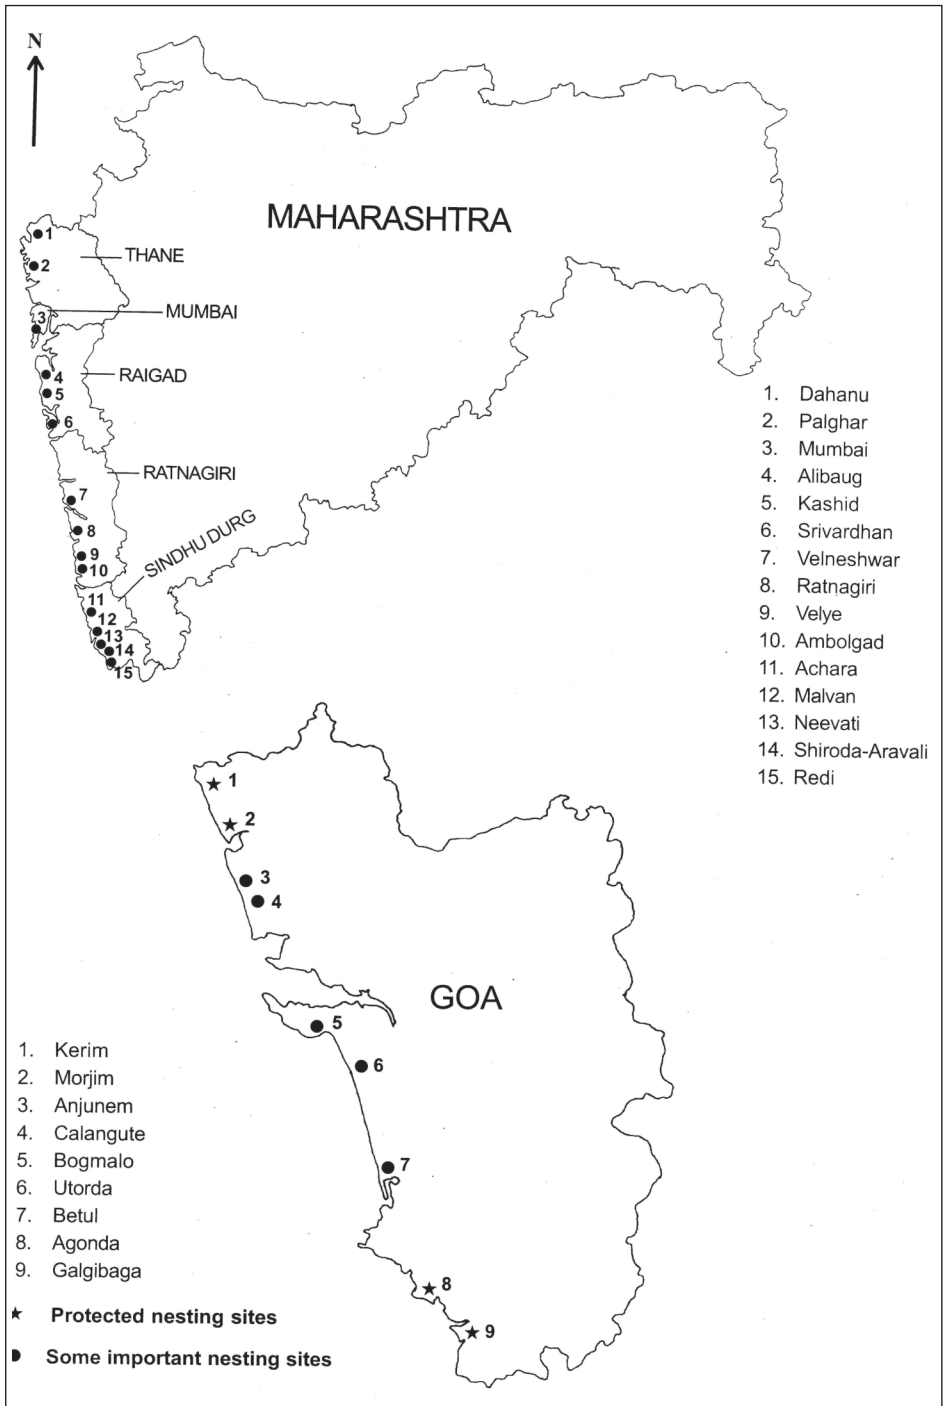 N
MAHARASHTRA
1
THANE
2
MUMBAI
3
4
RAIGAD
5
6
RATNAGIRI
7
8
9
10
SINDHU DURG
11
12
13
14
15
1. Dahanu
2. Palghar
3. Mumbai
4. Alibaug
5. Kashid
6. Srivardhan
7. Velneshwar
8. Ratnagiri
9. Velye
10. Ambolgad
11. Achara
12. Malvan
13. Neevati
14. Shiroda-Aravali
15. Redi
1
2
3
4
GOA
5
6
7
8
9
1. Kerim
2. Morjim
3. Anjunem
4. Calangute
5. Bogmalo
6. Utorda
7. Betul
8. Agonda
9. Galgibaga
Protected nesting sites
Some important nesting sites